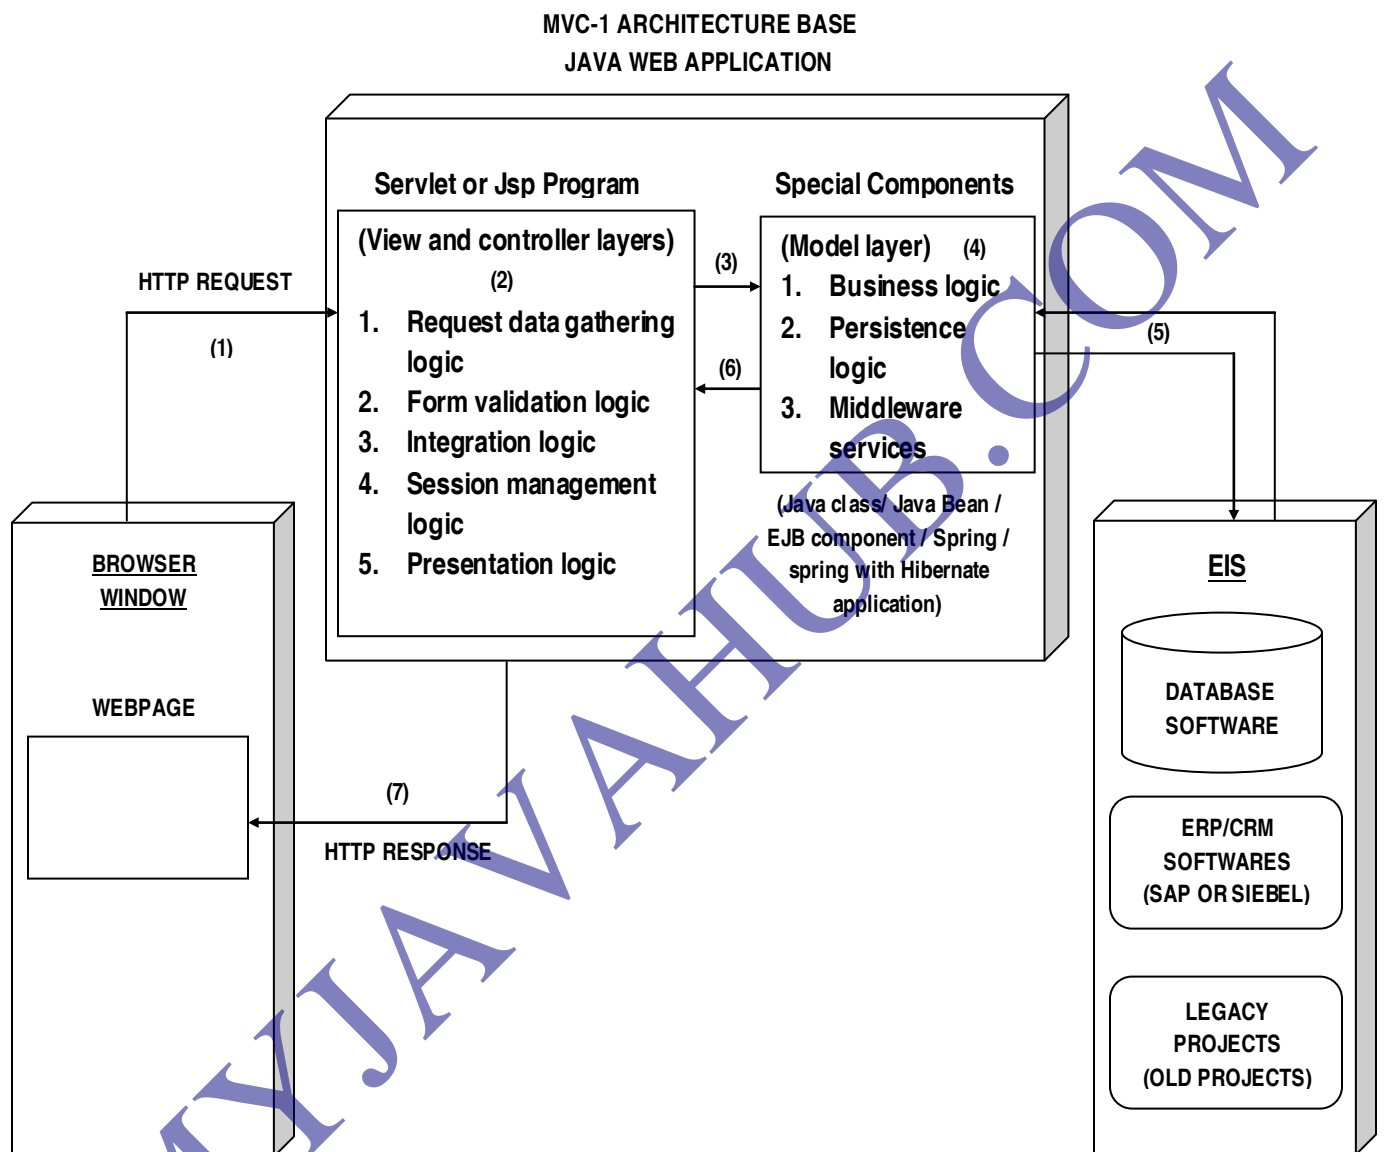 MVC-1 ARCHITECTURE BASE
JAVA WEB APPLICATION
Servlet or Jsp Program
(View and controller layers)
(2)
1. Request data gathering
logic
2. Form validation logic
3. Integration logic
4. Session management
logic
5. Presentation logic
Special Components
(Model layer) (4)
1. Business logic
2. Persistence
logic
3. Middleware
services
(Java class/ Java Bean /
EJB component / Spring /
spring with Hibernate
application)
HTTP REQUEST
(1)
(3)
(6)
(5)
BROWSER
WINDOW
WEBPAGE
(7)
HTTP RESPONSE
EIS
DATABASE
SOFTWARE
ERP/CRM
SOFTWARES
(SAP OR SIEBEL)
LEGACY
PROJECTS
(OLD PROJECTS)
MYJAVAHUB.COM